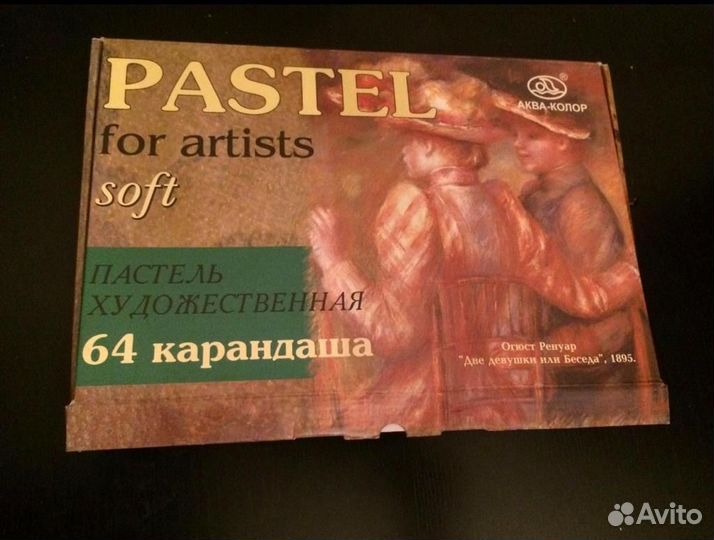 PASTEL
for artists
soft
®
АКВА-КОЛОР
ПАСТЕЛЬ
ХУДОЖЕСТВЕННАЯ
64 карандаша
Огюст Ренуар
"Две девушки или Беседа", 1895.
Avito